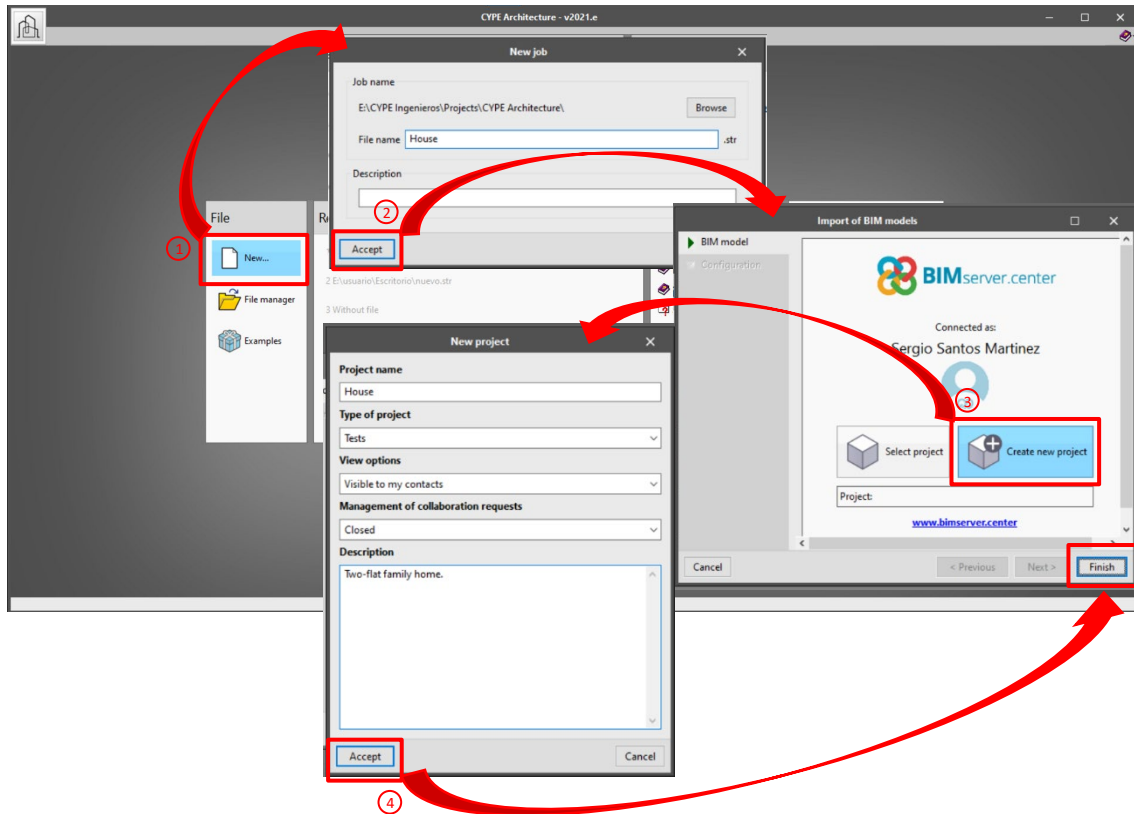 CYPE Architecture - v2021.e
New job
Job name
E:\CYPE Ingenieros\Projects\CYPE Architecture\
Browse
File name
House
.str
Description
2
Accept
File
1
New...
File manager
Examples
2 E:\usuario\Escritorio\nuevo.str
3 Without file
Import of BIM models
BIM model
Configuration
BIMserver.center
Connected as:
Sergio Santos Martinez
3
Select project
Create new project
Project:
www.bimserver.center
Cancel
< Previous
Next >
Finish
New project
Project name
House
Type of project
Tests
View options
Visible to my contacts
Management of collaboration requests
Closed
Description
Two-flat family home.
Accept
Cancel
4